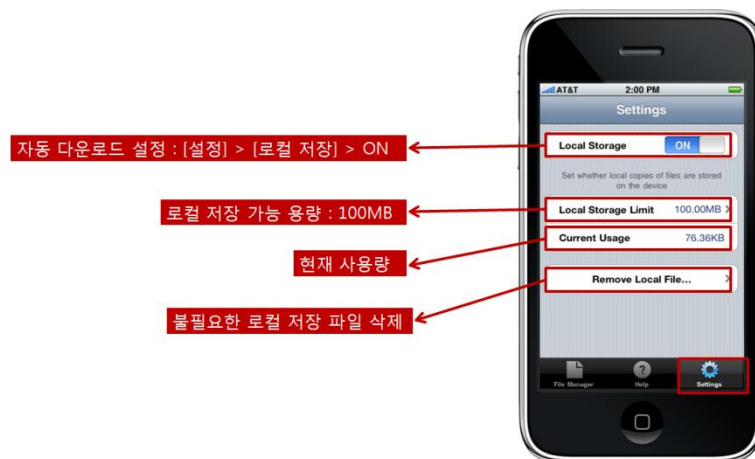 AT&T 2:00 PM
Settings
자동 다운로드 설정 : [설정] > [로컬 저장] > ON
Local Storage ON
Set whether local copies of files are stored
on the device
로컬 저장 가능 용량 : 100MB
Local Storage Limit 100.00MB
현재 사용량
Current Usage 76.36KB
불필요한 로컬 저장 파일 삭제
Remove Local File...
File Manager Help Settings